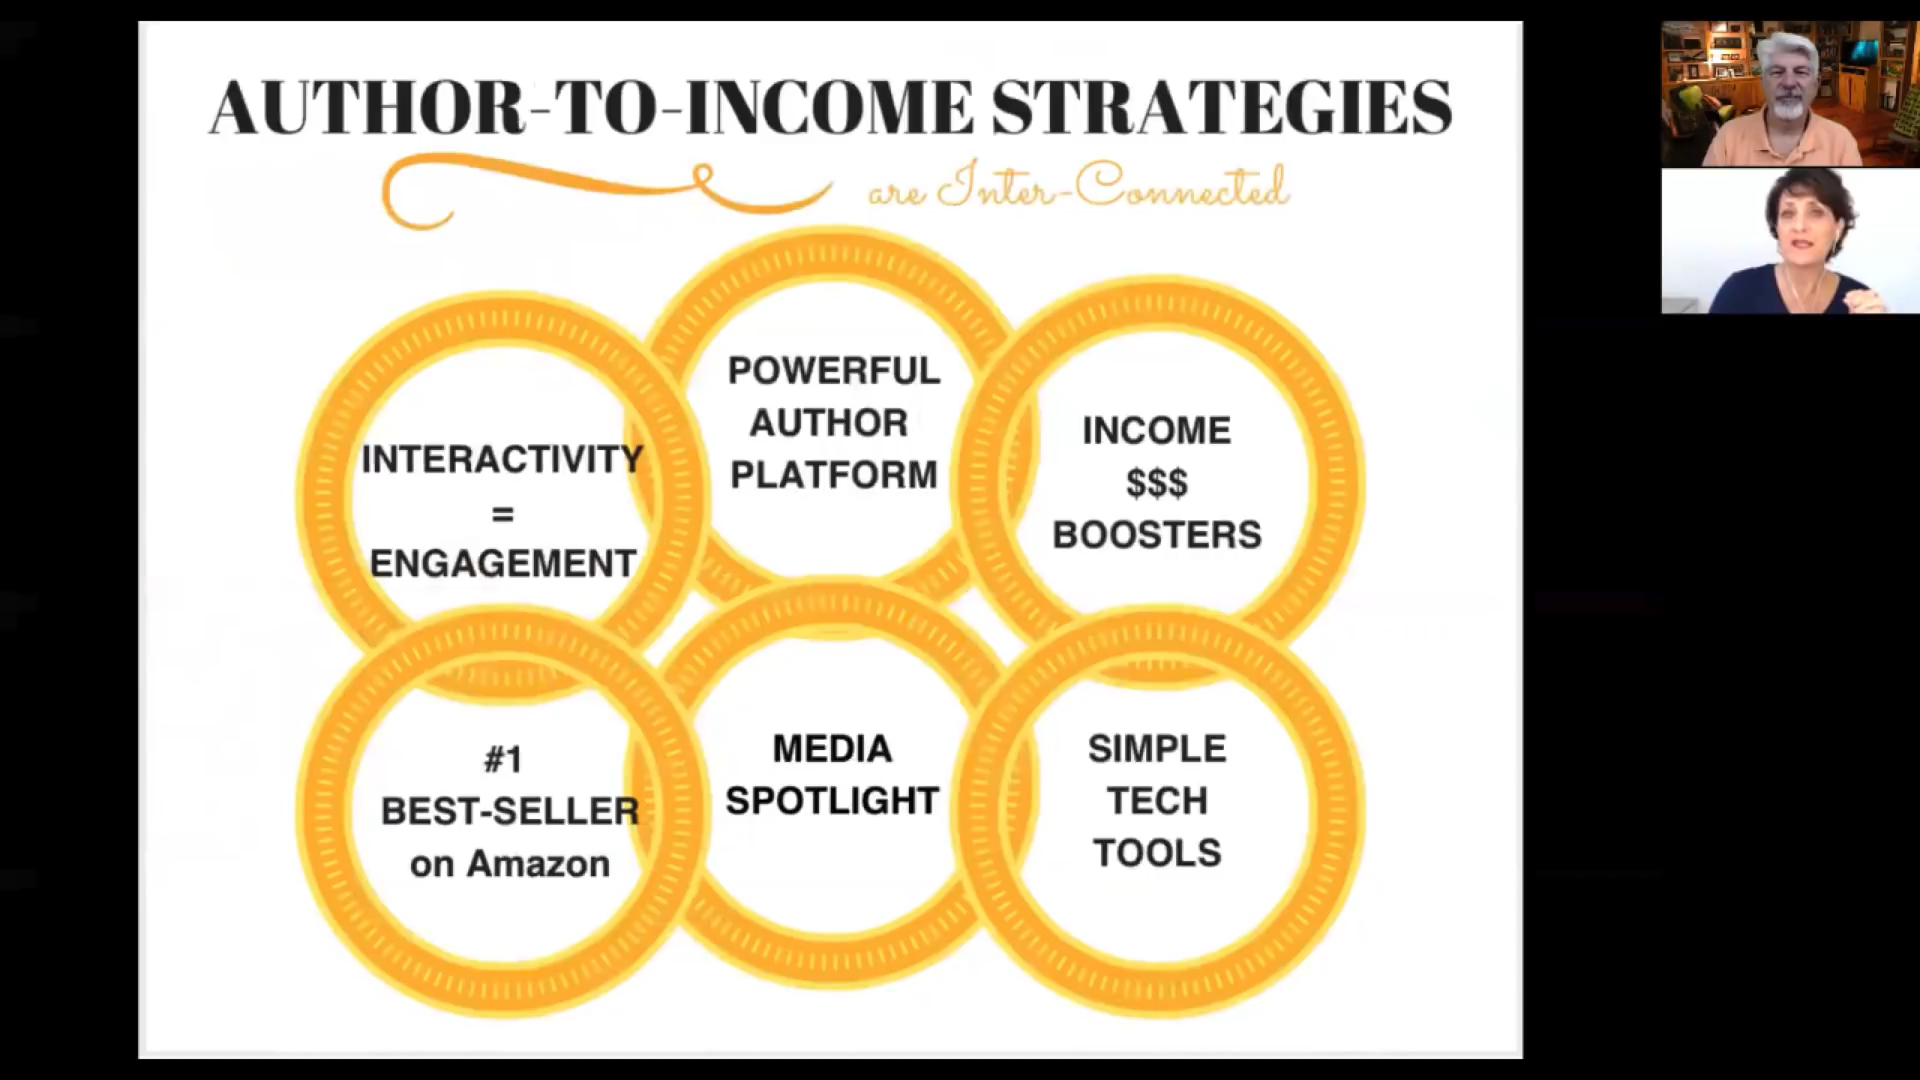 AUTHOR-TO-INCOME STRATEGIES
are Inter-Connected
INTERACTIVITY
=
ENGAGEMENT
POWERFUL
AUTHOR
PLATFORM
INCOME
$$$
BOOSTERS
#1
BEST-SELLER
on Amazon
MEDIA
SPOTLIGHT
SIMPLE
TECH
TOOLS